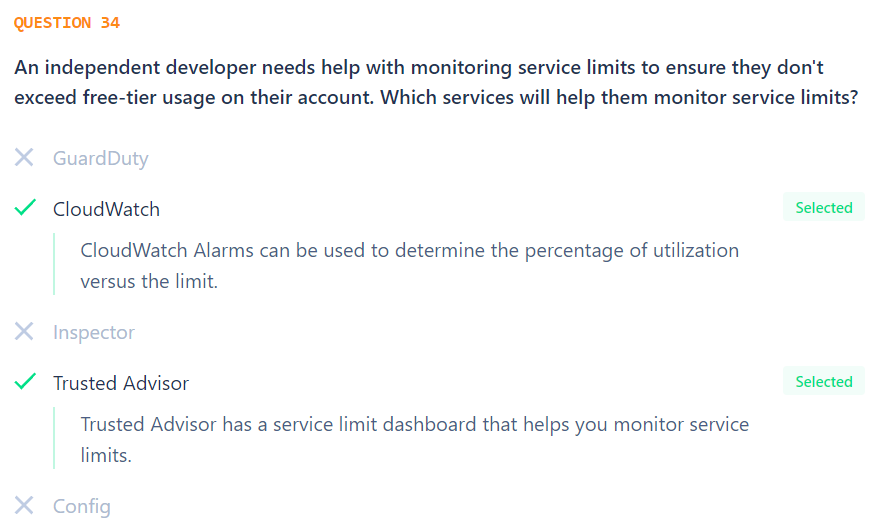 QUESTION 34
An independent developer needs help with monitoring service limits to ensure they don't
exceed free-tier usage on their account. Which services will help them monitor service limits?
GuardDuty
CloudWatch
Selected
CloudWatch Alarms can be used to determine the percentage of utilization
versus the limit.
Inspector
Trusted Advisor
Selected
Trusted Advisor has a service limit dashboard that helps you monitor service
limits.
Config